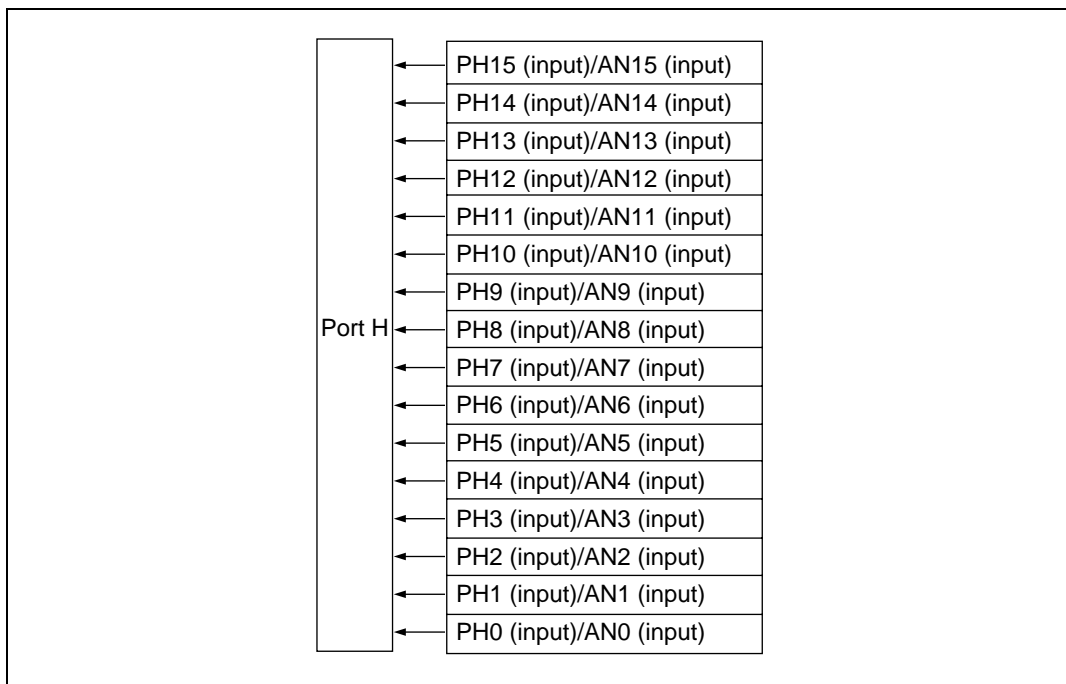 PH15 (input)/AN15 (input)
PH14 (input)/AN14 (input)
PH13 (input)/AN13 (input)
PH12 (input)/AN12 (input)
PH11 (input)/AN11 (input)
PH10 (input)/AN10 (input)
PH9 (input)/AN9 (input)
Port H
PH8 (input)/AN8 (input)
PH7 (input)/AN7 (input)
PH6 (input)/AN6 (input)
PH5 (input)/AN5 (input)
PH4 (input)/AN4 (input)
PH3 (input)/AN3 (input)
PH2 (input)/AN2 (input)
PH1 (input)/AN1 (input)
PH0 (input)/AN0 (input)